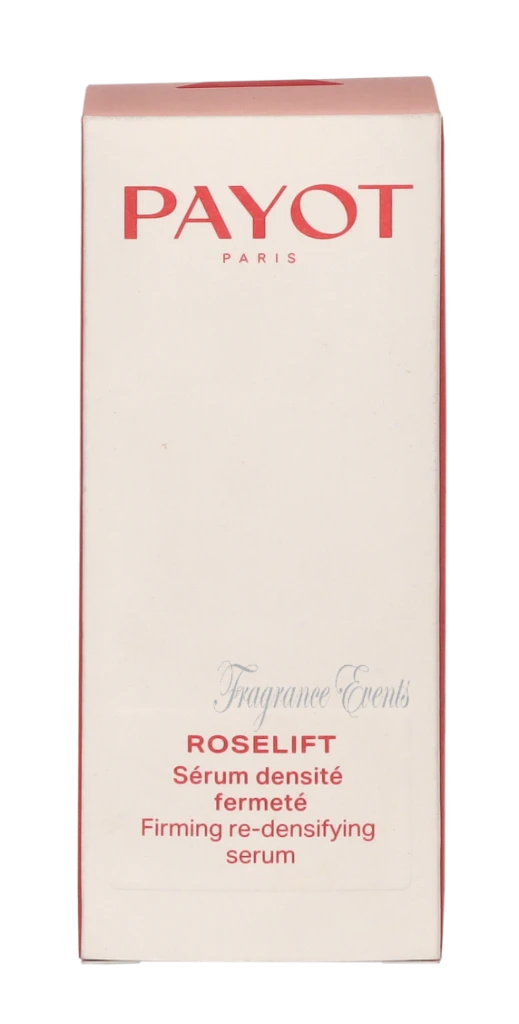 PAYOT
PARIS
Fragrance Events
ROSELIFT
Sérum densité
fermeté
Firming re-densifying
serum